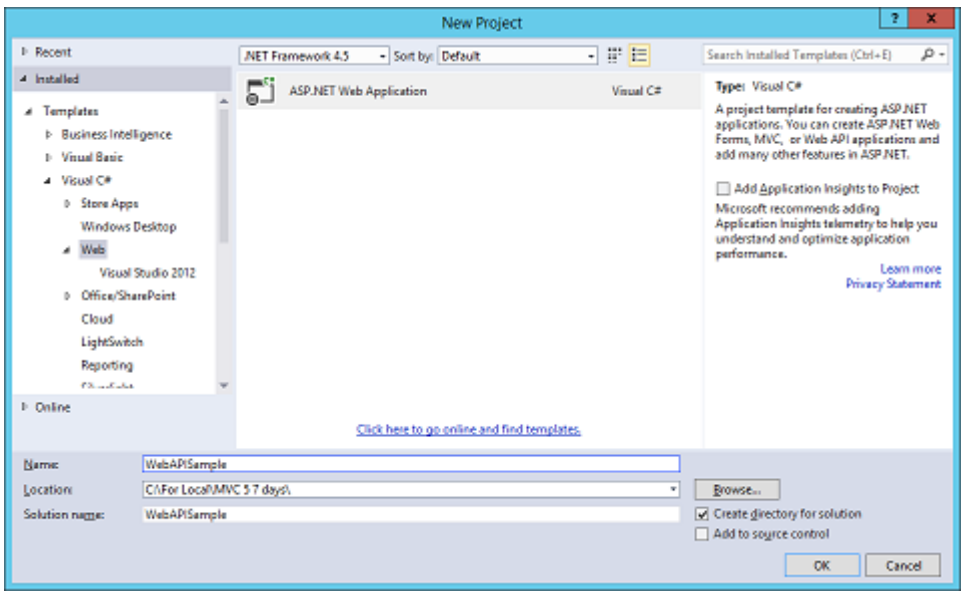 New Project
? x
Recent
.NET Framework 4.5 Sort by: Default
Search Installed Templates (Ctrl+E)
Installed
Templates
Business Intelligence
Visual Basic
Visual C#
Store Apps
Windows Desktop
Web
Visual Studio 2012
Office/SharePoint
Cloud
LightSwitch
Reporting
Online
ASP.NET Web Application Visual C#
Click here to go online and find templates.
Type: Visual C#
A project template for creating ASP.NET
applications. You can create ASP.NET Web
Forms, MVC, or Web API applications and
add many other features in ASP.NET.
Add Application Insights to Project
Microsoft recommends adding
Application Insights telemetry to help you
understand and optimize application
performance.
Learn more
Privacy Statement
Name: WebAPISample
Location: C:\For Local\MVC 5 7 days\ Browse...
Solution name: WebAPISample
Create directory for solution
Add to source control
OK Cancel